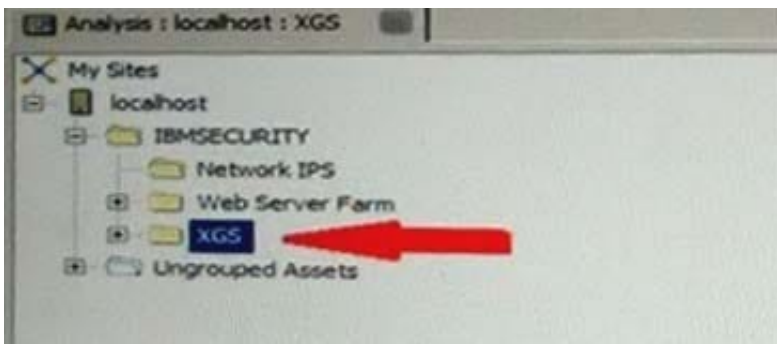 Analysis : localhost : XGS
My Sites
localhost
IBMSECURITY
Network IPS
Web Server Farm
XGS
Ungrouped Assets